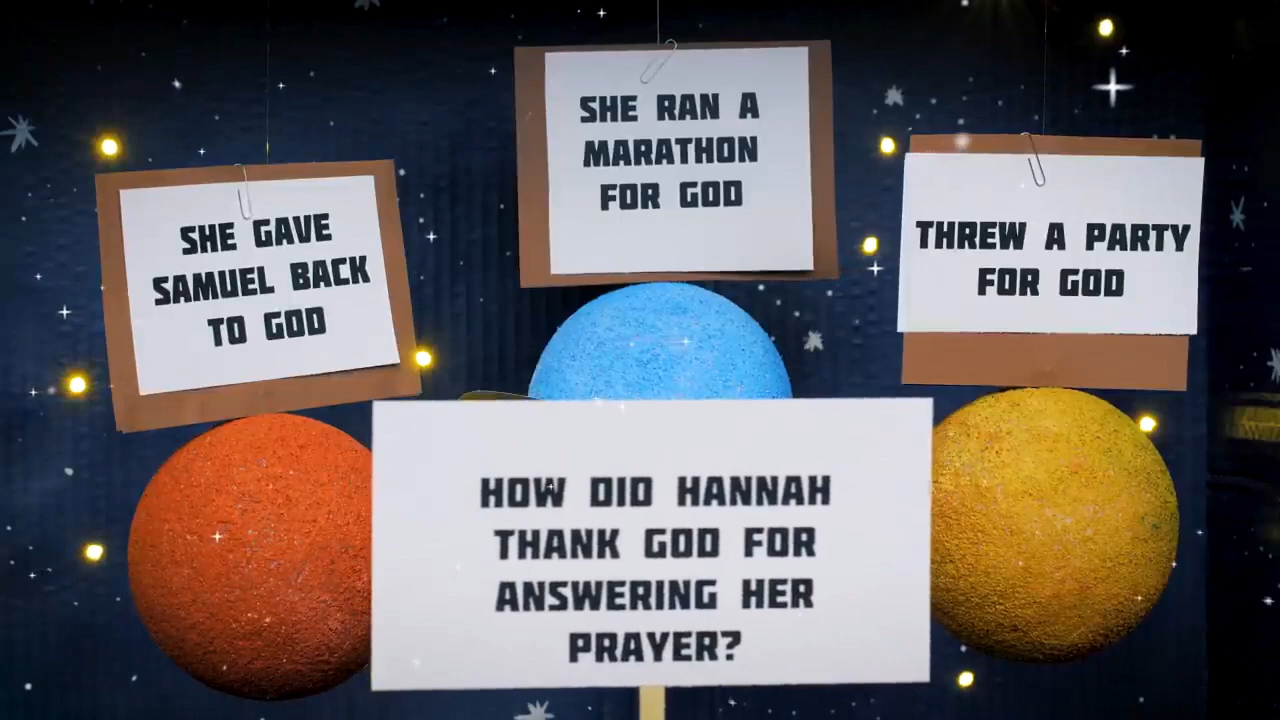 SHE GAVE
SAMUEL BACK
TO GOD
SHE RAN A
MARATHON
FOR GOD
THREW A PARTY
FOR GOD
HOW DID HANNAH
THANK GOD FOR
ANSWERING HER
PRAYER?